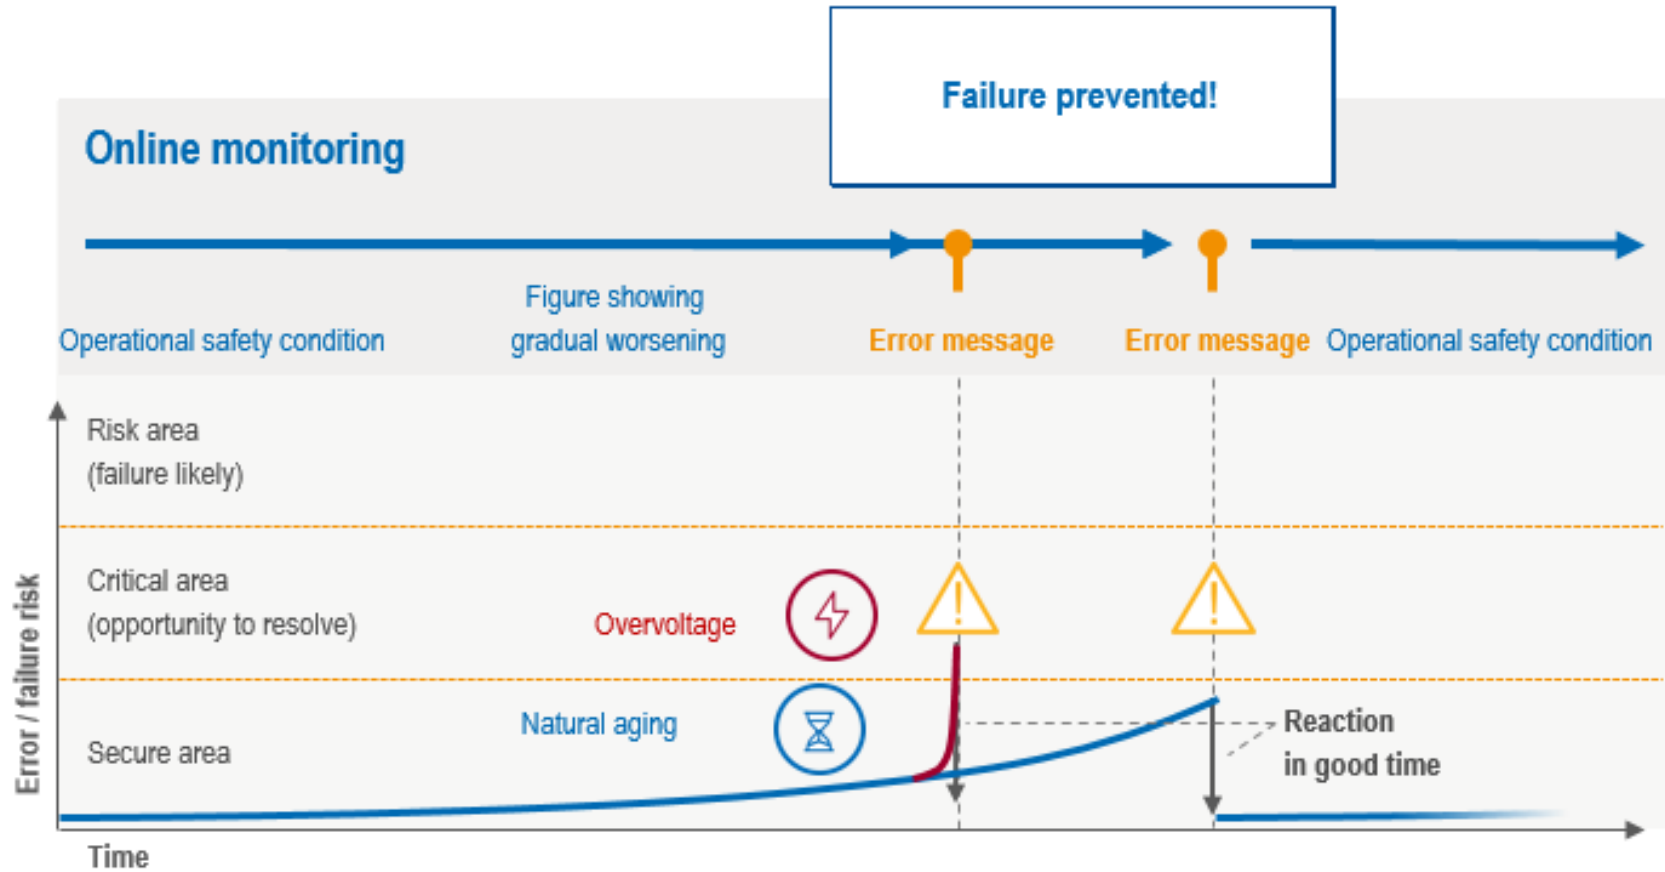 Failure prevented!
Online monitoring
Figure showing
gradual worsening
Operational safety condition
Error message
Error message
Operational safety condition
Risk area
(failure likely)
Critical area
(opportunity to resolve)
Overvoltage
Natural aging
Secure area
Reaction
in good time
Error / failure risk
Time